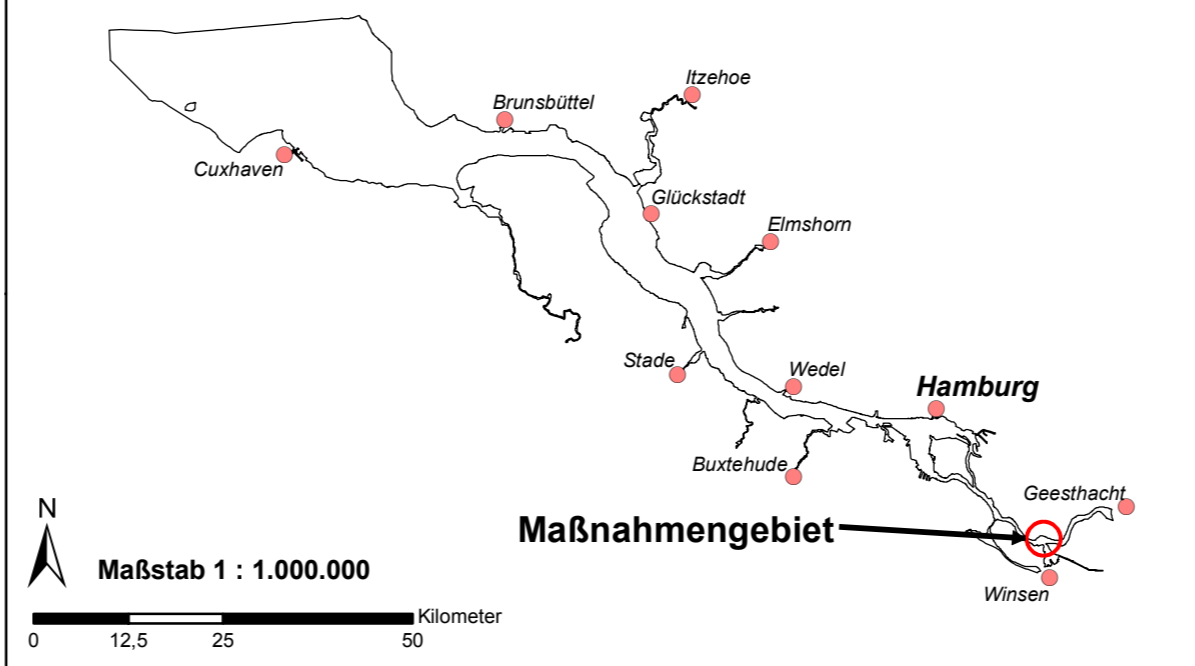 Itzehoe
Brunsbüttel
Cuxhaven
Glückstadt
Elmshorn
Stade
Wedel
Hamburg
Buxtehude
Geesthacht
N
Maßnahmengebiet
Maßstab 1 : 1.000.000
Winsen
Kilometer
0 12,5 25 50